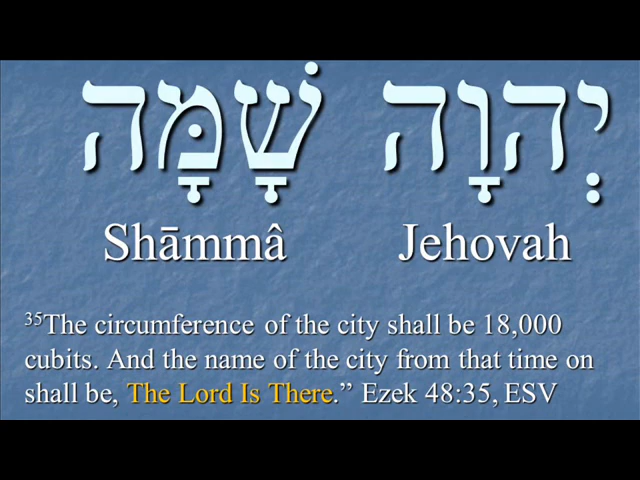 יְהוָה שָׁמָּה
Shāmmâ Jehovah
³⁵The circumference of the city shall be 18,000
cubits. And the name of the city from that time on
shall be, The Lord Is There.” Ezek 48:35, ESV